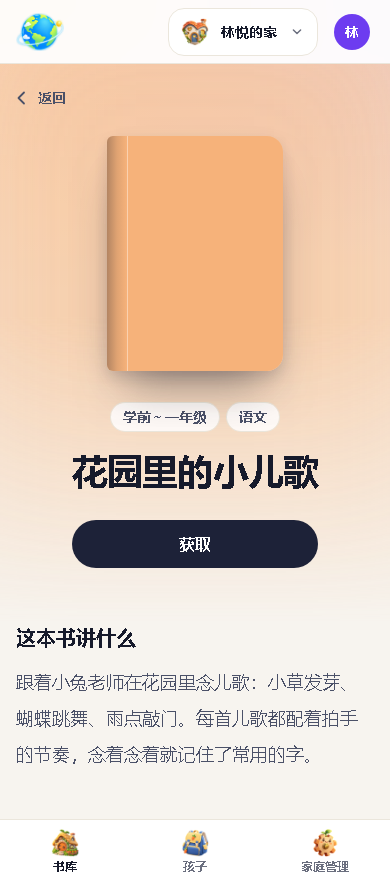 林悦的家
林
返回
学前 ~ 一年级
语文
花园里的小儿歌
获取
这本书讲什么
跟着小兔老师在花园里念儿歌：小草发芽、
蝴蝶跳舞、雨点敲门。每首儿歌都配着拍手
的节奏，念着念着就记住了常用的字。
书库
孩子
家庭管理